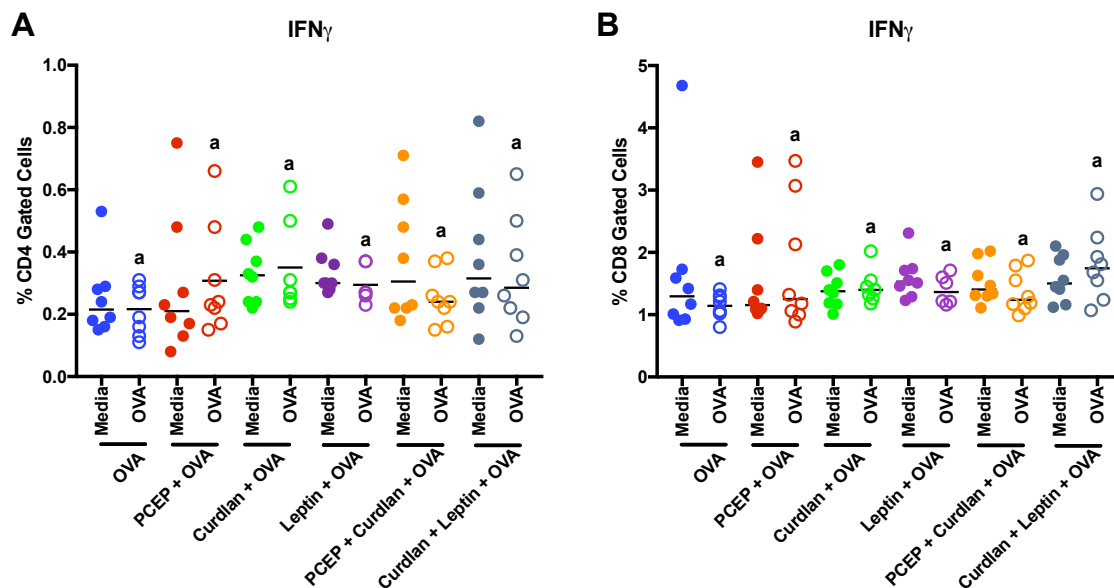 A
IFNγ
% CD4 Gated Cells
1.0
0.8
0.6
0.4
0.2
0.0
a
a
a
a
a
a
Media
OVA
Media
OVA
Media
OVA
Media
OVA
Media
OVA
Media
OVA
OVA
PCEP + OVA
Curdlan + OVA
Leptin + OVA
PCEP + Curdlan + OVA
Curdlan + Leptin + OVA
B
IFNγ
% CD8 Gated Cells
5
4
3
2
1
0
a
a
a
a
a
a
Media
OVA
Media
OVA
Media
OVA
Media
OVA
Media
OVA
Media
OVA
OVA
PCEP + OVA
Curdlan + OVA
Leptin + OVA
PCEP + Curdlan + OVA
Curdlan + Leptin + OVA